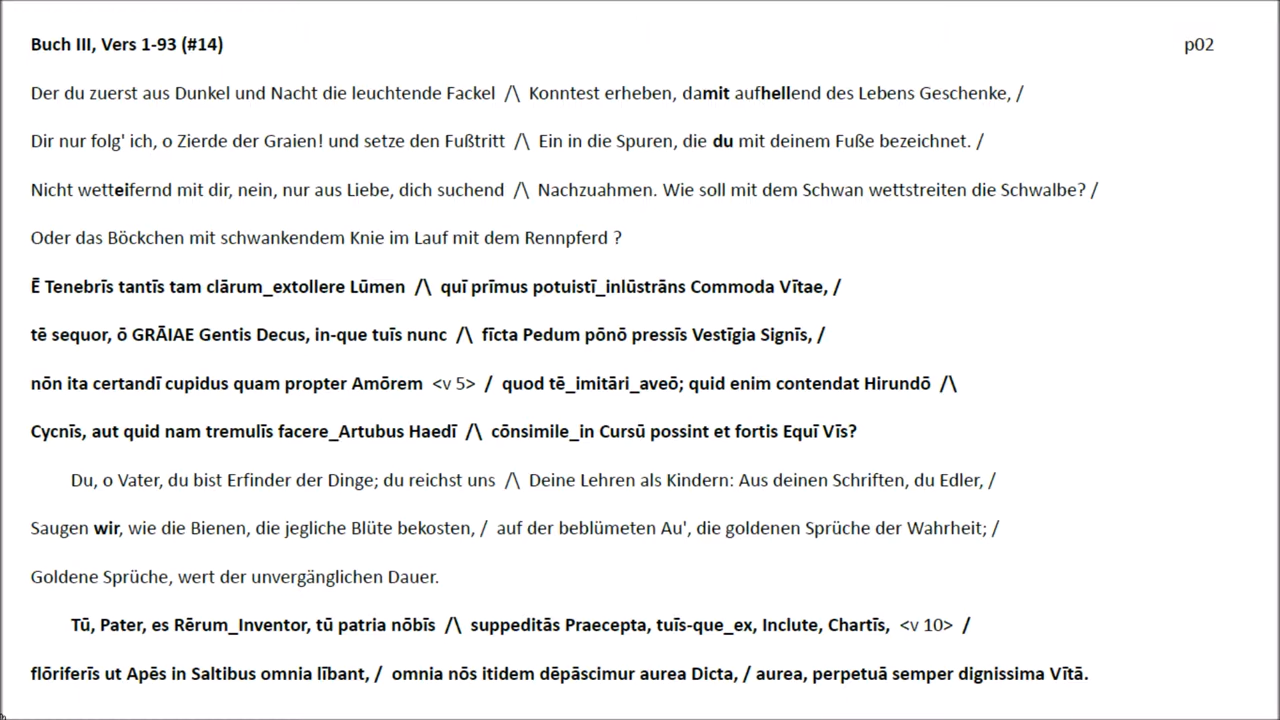 Buch III, Vers 1-93 (#14) p02
Der du zuerst aus Dunkel und Nacht die leuchtende Fackel /\ Konntest erheben, damit aufhellend des Lebens Geschenke, /
Dir nur folg' ich, o Zierde der Graien! und setze den Fußtritt /\ Ein in die Spuren, die du mit deinem Fuße bezeichnet. /
Nicht wetteifernd mit dir, nein, nur aus Liebe, dich suchend /\ Nachzuahmen. Wie soll mit dem Schwan wettstreiten die Schwalbe? /
Oder das Böckchen mit schwankendem Knie im Lauf mit dem Rennpferd ?
Ē Tenebrīs tantīs tam clārum_extollere Lūmen /\ quī prīmus potuistī_inlūstrāns Commoda Vītae, /
tē sequor, ō GRĀIAE Gentis Decus, in-que tuīs nunc /\ fīcta Pedum pōnō pressīs Vestīgia Signīs, /
nōn ita certandī cupidus quam propter Amōrem <v 5> / quod tē_imitāri_aveō; quid enim contendat Hirundō /\
Cycnīs, aut quid nam tremulīs facere_Artubus Haedī /\ cōnsimile_in Cursū possint et fortis Equī Vīs?
Du, o Vater, du bist Erfinder der Dinge; du reichst uns /\ Deine Lehren als Kindern: Aus deinen Schriften, du Edler, /
Saugen wir, wie die Bienen, die jegliche Blüte bekosten, / auf der beblümeten Au', die goldenen Sprüche der Wahrheit; /
Goldene Sprüche, wert der unvergänglichen Dauer.
Tū, Pater, es Rērum_Inventor, tū patria nōbīs /\ suppeditās Praecepta, tuīs-que_ex, Inclute, Chartīs, <v 10> /
flōriferīs ut Apēs in Saltibus omnia lībant, / omnia nōs itidem dēpāscimur aurea Dicta, / aurea, perpetuā semper dignissima Vītā.